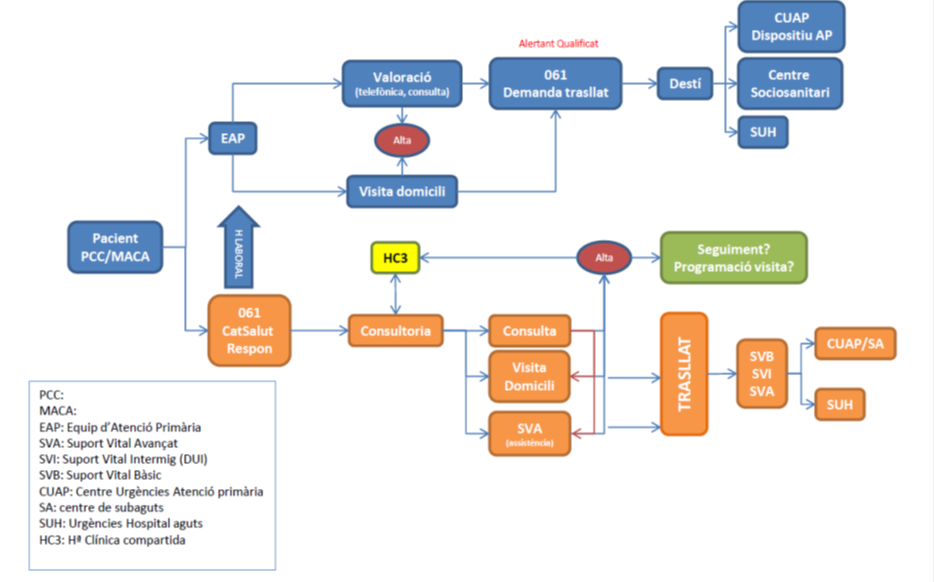 CUAP
Dispositiu AP
Alertant Qualificat
Valoració
(telefònica, consulta)
061
Demanda trasllat
Destí
Centre
Sociosanitari
EAP
Alta
SUH
Visita domicili
Pacient
PCC/MACA
H LABORAL
HC3
Alta
Seguiment?
Programació visita?
061
CatSalut
Respon
Consultoria
Consulta
Visita
Domicili
SVA
(assistència)
TRASLLAT
SVB
SVI
SVA
CUAP/SA
SUH
PCC:
MACA:
EAP: Equip d'Atenció Primària
SVA: Suport Vital Avançat
SVI: Suport Vital Intermig (DUI)
SVB: Suport Vital Bàsic
CUAP: Centre Urgències Atenció primària
SA: centre de subaguts
SUH: Urgències Hospital aguts
HC3: Hª Clínica compartida